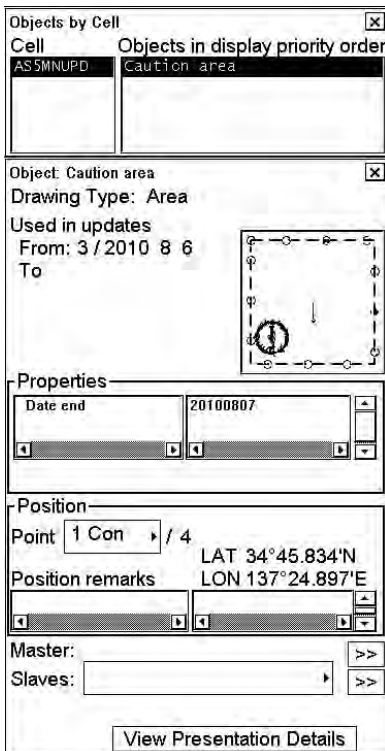 Objects by Cell
Cell Objects in display priority order
AS5MNUPD Caution area
Object: Caution area
Drawing Type: Area
Used in updates
From: 3 / 2010 8 6
To
Properties
Date end 20100807
Position
Point 1 Con / 4
LAT 34°45.834'N
Position remarks LON 137°24.897'E
Master: >>
Slaves: >>
View Presentation Details